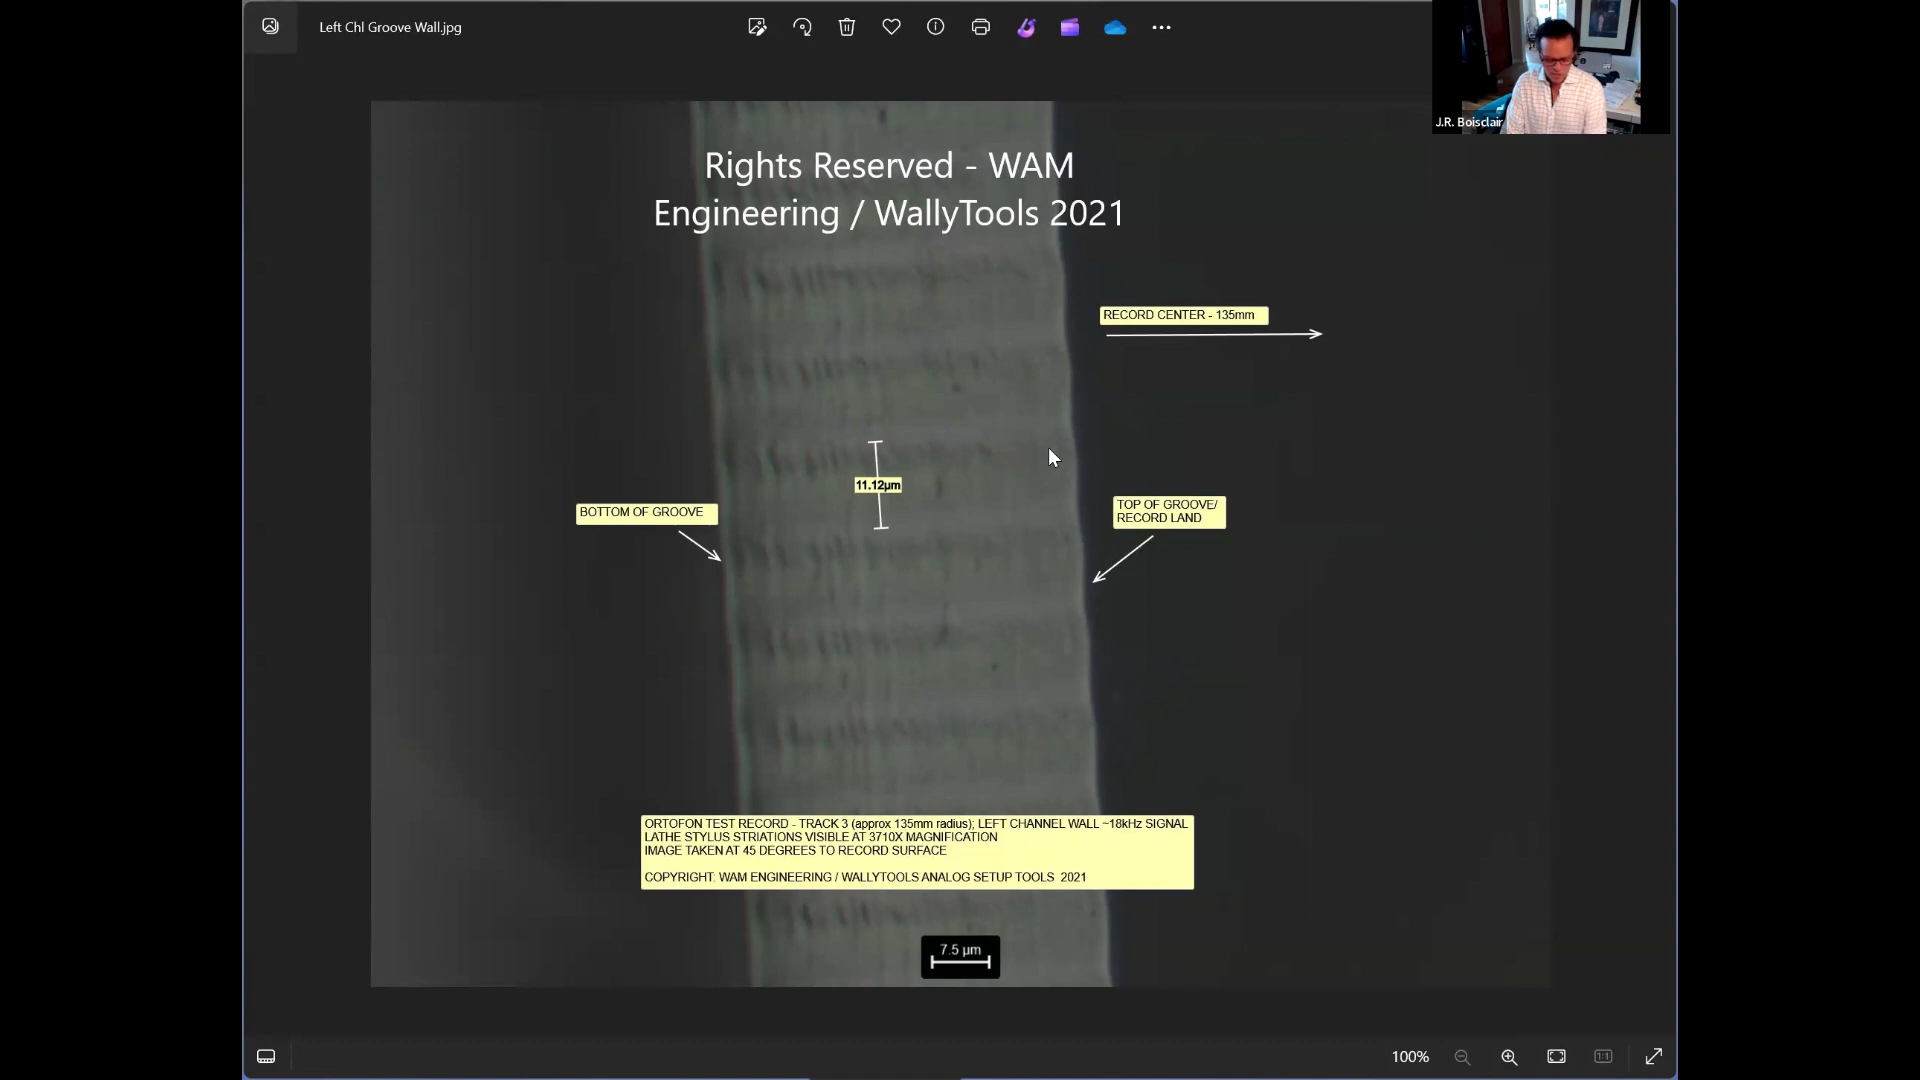 Left Chl Groove Wall.jpg
J.R. Boisclair
Rights Reserved - WAM
Engineering / WallyTools 2021
RECORD CENTER - 135mm
11.12µm
BOTTOM OF GROOVE
TOP OF GROOVE/
RECORD LAND
ORTOFON TEST RECORD - TRACK 3 (approx 135mm radius); LEFT CHANNEL WALL ~18kHz SIGNAL
LATHE STYLUS STRIATIONS VISIBLE AT 3710X MAGNIFICATION
IMAGE TAKEN AT 45 DEGREES TO RECORD SURFACE
COPYRIGHT: WAM ENGINEERING / WALLYTOOLS ANALOG SETUP TOOLS 2021
7.5 µm
100%
1:1